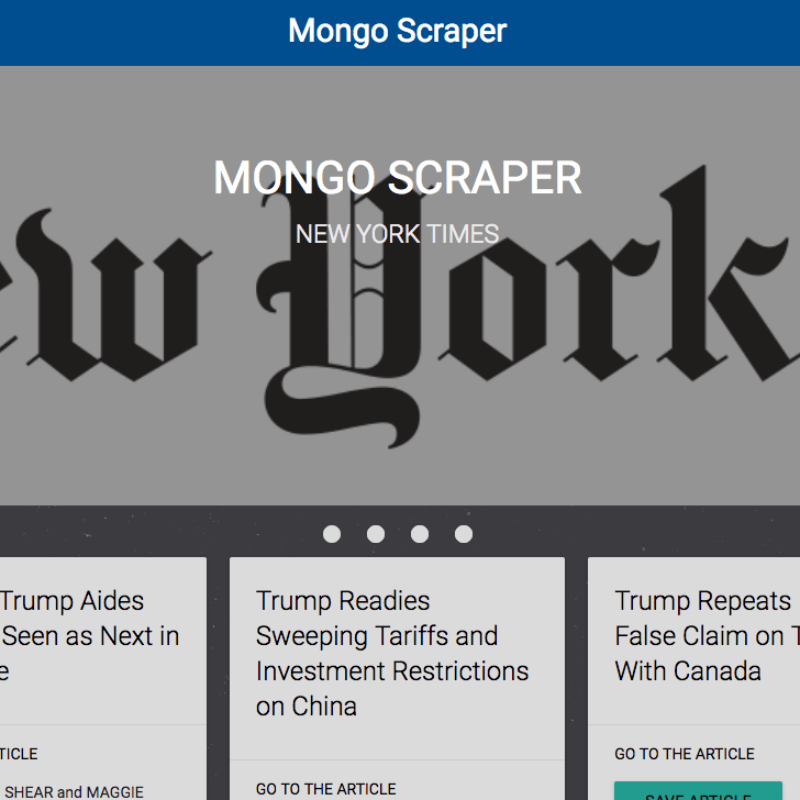 Mongo Scraper
MONGO SCRAPER
NEW YORK TIMES
ew York
Trump Aides
Seen as Next in
e
TICLE
SHEAR and MAGGIE
Trump Readies
Sweeping Tariffs and
Investment Restrictions
on China
GO TO THE ARTICLE
Trump Repeats
False Claim on T
With Canada
GO TO THE ARTICLE
SAVE ARTICLE